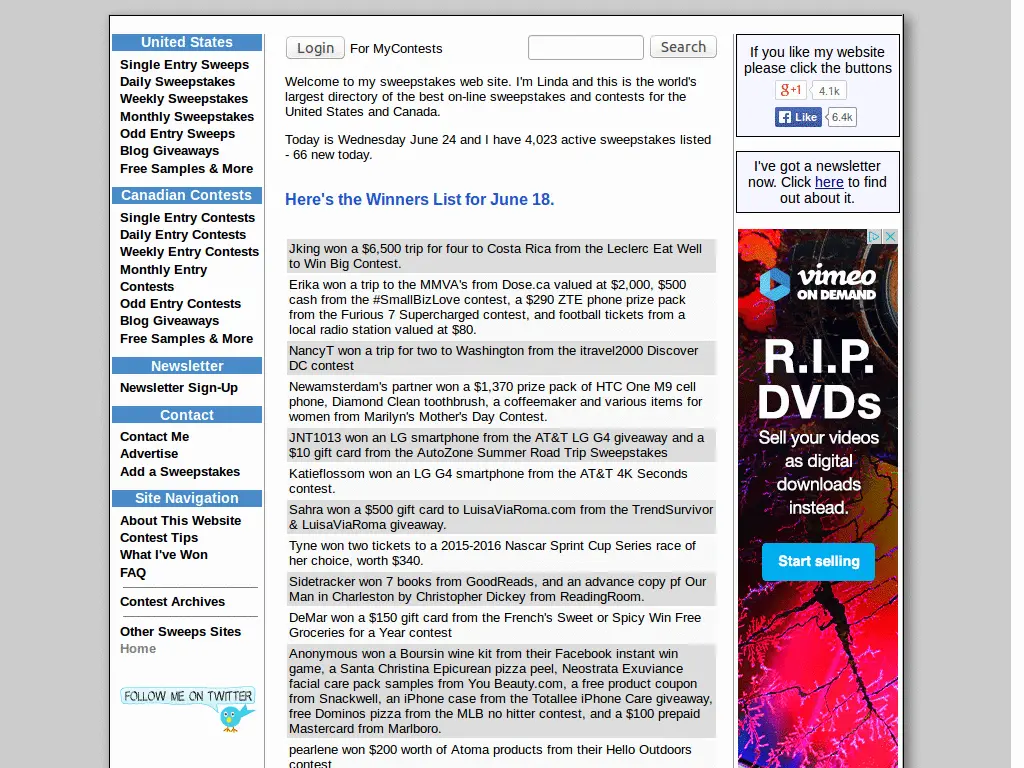 United States
Single Entry Sweeps
Daily Sweepstakes
Weekly Sweepstakes
Monthly Sweepstakes
Odd Entry Sweeps
Blog Giveaways
Free Samples & More
Canadian Contests
Single Entry Contests
Daily Entry Contests
Weekly Entry Contests
Monthly Entry
Contests
Odd Entry Contests
Blog Giveaways
Free Samples & More
Newsletter
Newsletter Sign-Up
Contact
Contact Me
Advertise
Add a Sweepstakes
Site Navigation
About This Website
Contest Tips
What I've Won
FAQ
Contest Archives
Other Sweeps Sites
Home
FOLLOW ME ON TWITTER
Login For MyContests Search
Welcome to my sweepstakes web site. I'm Linda and this is the world's
largest directory of the best on-line sweepstakes and contests for the
United States and Canada.
Today is Wednesday June 24 and I have 4,023 active sweepstakes listed
- 66 new today.
Here's the Winners List for June 18.
Jking won a $6,500 trip for four to Costa Rica from the Leclerc Eat Well
to Win Big Contest.
Erika won a trip to the MMVA's from Dose.ca valued at $2,000, $500
cash from the #SmallBizLove contest, a $290 ZTE phone prize pack
from the Furious 7 Supercharged contest, and football tickets from a
local radio station valued at $80.
NancyT won a trip for two to Washington from the itravel2000 Discover
DC contest
Newamsterdam's partner won a $1,370 prize pack of HTC One M9 cell
phone, Diamond Clean toothbrush, a coffeemaker and various items for
women from Marilyn's Mother's Day Contest.
JNT1013 won an LG smartphone from the AT&T LG G4 giveaway and a
$10 gift card from the AutoZone Summer Road Trip Sweepstakes
Katieflossom won an LG G4 smartphone from the AT&T 4K Seconds
contest.
Sahra won a $500 gift card to LuisaViaRoma.com from the TrendSurvivor
& LuisaViaRoma giveaway.
Tyne won two tickets to a 2015-2016 Nascar Sprint Cup Series race of
her choice, worth $340.
Sidetracker won 7 books from GoodReads, and an advance copy pf Our
Man in Charleston by Christopher Dickey from ReadingRoom.
DeMar won a $150 gift card from the French's Sweet or Spicy Win Free
Groceries for a Year contest
Anonymous won a Boursin wine kit from their Facebook instant win
game, a Santa Christina Epicurean pizza peel, Neostrata Exuviance
facial care pack samples from You Beauty.com, a free product coupon
from Snackwell, an iPhone case from the Totallee iPhone Care giveaway,
free Dominos pizza from the MLB no hitter contest, and a $100 prepaid
Mastercard from Marlboro.
pearlene won $200 worth of Atoma products from their Hello Outdoors
contest
If you like my website
please click the buttons
g+1 4.1k
f Like 6.4k
I've got a newsletter
now. Click here to find
out about it.
vimeo
ON DEMAND
R.I.P.
DVDs
Sell your videos
as digital
downloads
instead.
Start selling